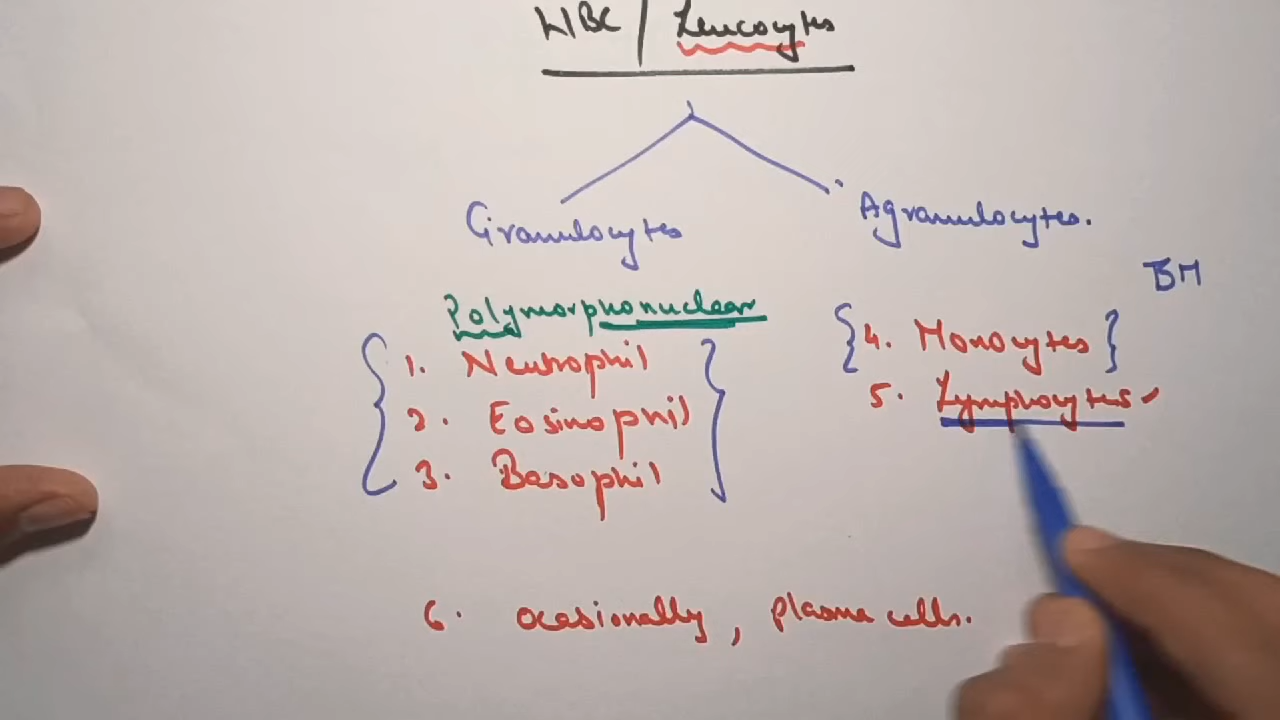 WBC / Leucocytes
Granulocytes
Agranulocytes.
BM
Polymorphonuclear
1. Neutrophil
2. Eosinophil
3. Basophil
4. Monocytes
5. Lymphocytes
6. ocasionally, plasma cells.